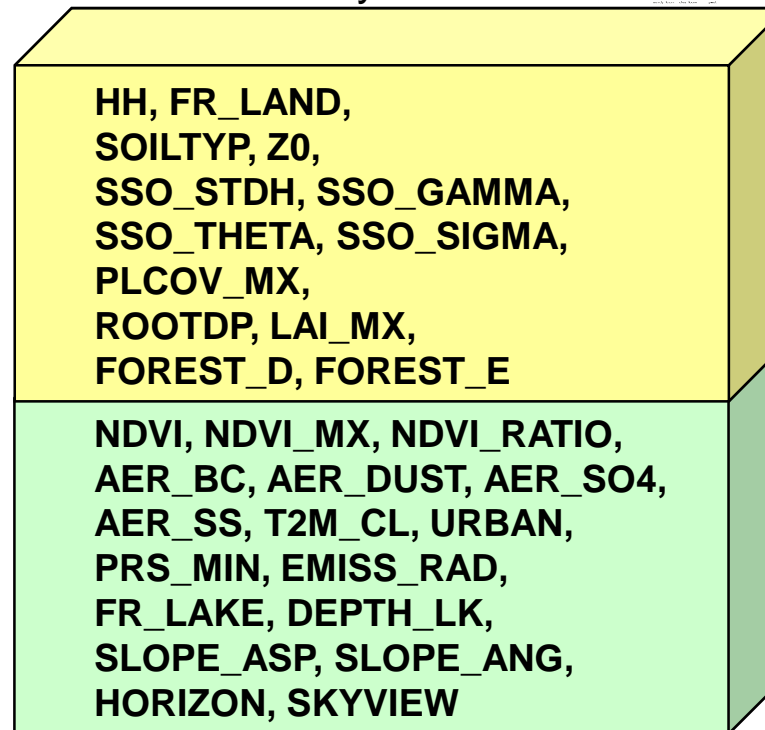 HH, FR_LAND,
SOILTYP, Z0,
SSO_STDH, SSO_GAMMA,
SSO_THETA, SSO_SIGMA,
PLCOV_MX,
ROOTDP, LAI_MX,
FOREST_D, FOREST_E
NDVI, NDVI_MX, NDVI_RATIO,
AER_BC, AER_DUST, AER_SO4,
AER_SS, T2M_CL, URBAN,
PRS_MIN, EMISS_RAD,
FR_LAKE, DEPTH_LK,
SLOPE_ASP, SLOPE_ANG,
HORIZON, SKYVIEW